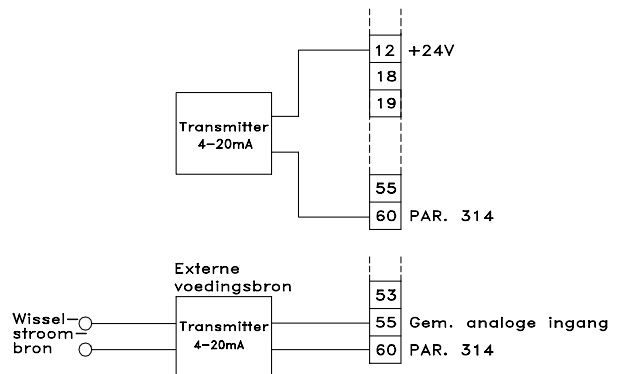 12 +24V
18
19
Transmitter
4-20mA
55
60 PAR. 314
Externe
voedingsbron
53
Wissel-
stroom-
bron
Transmitter
4-20mA
55 Gem. analoge ingang
60 PAR. 314